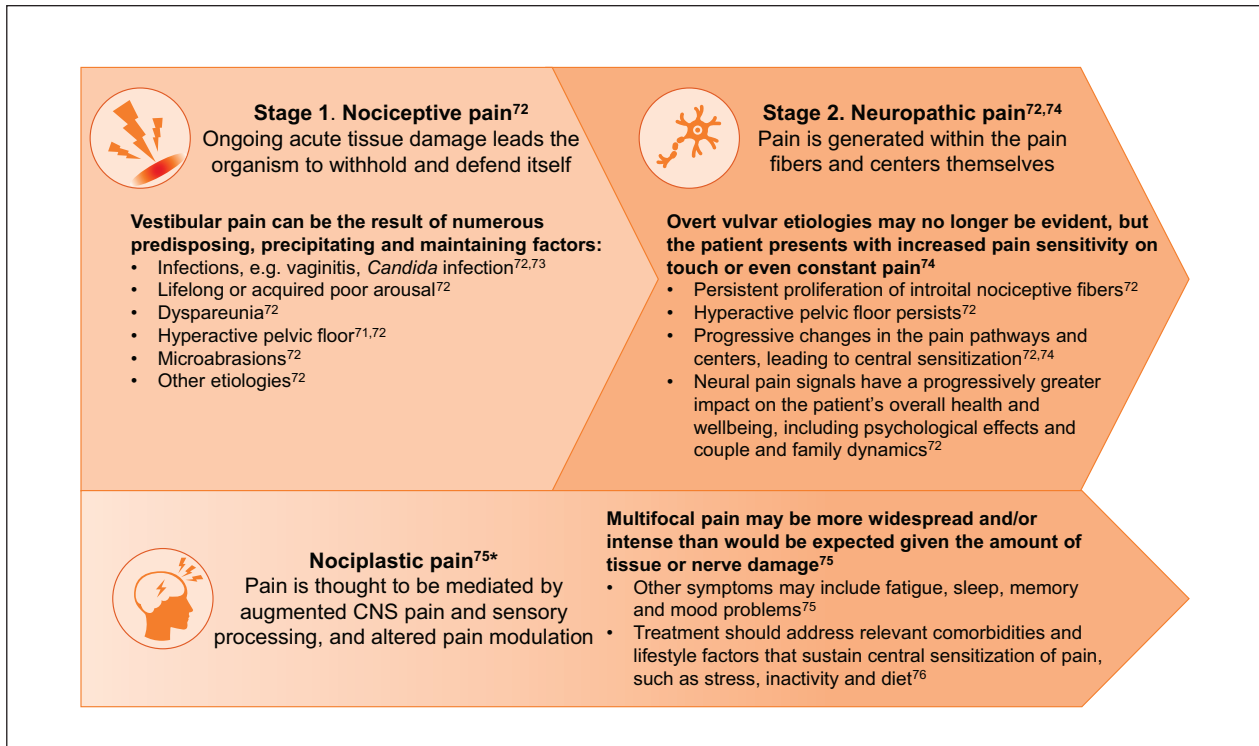 Stage 1. Nociceptive pain72
Ongoing acute tissue damage leads the
organism to withhold and defend itself
Vestibular pain can be the result of numerous
predisposing, precipitating and maintaining factors:
• Infections, e.g. vaginitis, Candida infection72,73
• Lifelong or acquired poor arousal72
• Dyspareunia72
• Hyperactive pelvic floor71,72
• Microabrasions72
• Other etiologies72
Stage 2. Neuropathic pain72,74
Pain is generated within the pain
fibers and centers themselves
Overt vulvar etiologies may no longer be evident, but
the patient presents with increased pain sensitivity on
touch or even constant pain74
• Persistent proliferation of introital nociceptive fibers72
• Hyperactive pelvic floor persists72
• Progressive changes in the pain pathways and
centers, leading to central sensitization72,74
• Neural pain signals have a progressively greater
impact on the patient's overall health and
wellbeing, including psychological effects and
couple and family dynamics72
Nociplastic pain75*
Pain is thought to be mediated by
augmented CNS pain and sensory
processing, and altered pain modulation
Multifocal pain may be more widespread and/or
intense than would be expected given the amount of
tissue or nerve damage75
• Other symptoms may include fatigue, sleep, memory
and mood problems75
• Treatment should address relevant comorbidities and
lifestyle factors that sustain central sensitization of pain,
such as stress, inactivity and diet76